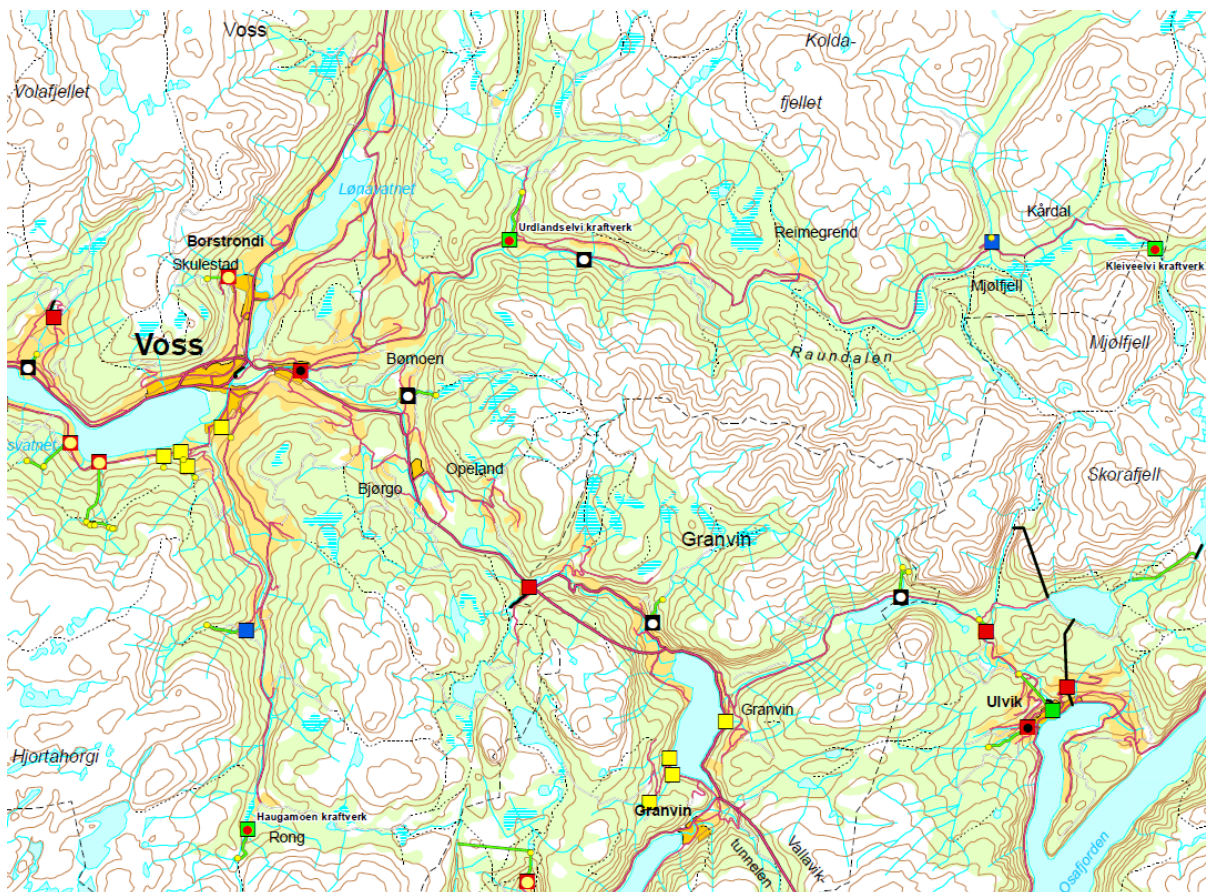 Voss
Kolda-
Volafjellet
fjellet
Lønavatnet
Urdlandselvi kraftverk
Kårdal
Reimegrend
Borstrondi
Skulestad
Kleiveelvi kraftverk
Mjølfjell
Voss
Mjølfjell
Bømoen
Raundalen
svatnet
Opeland
Skorafjell
Bjørgo
Granvin
Ulvik
Granvin
Hjortahorgi
Granvin
Haugamoen kraftverk
Rong
Vallavik-
tunnelen
Osafjorden